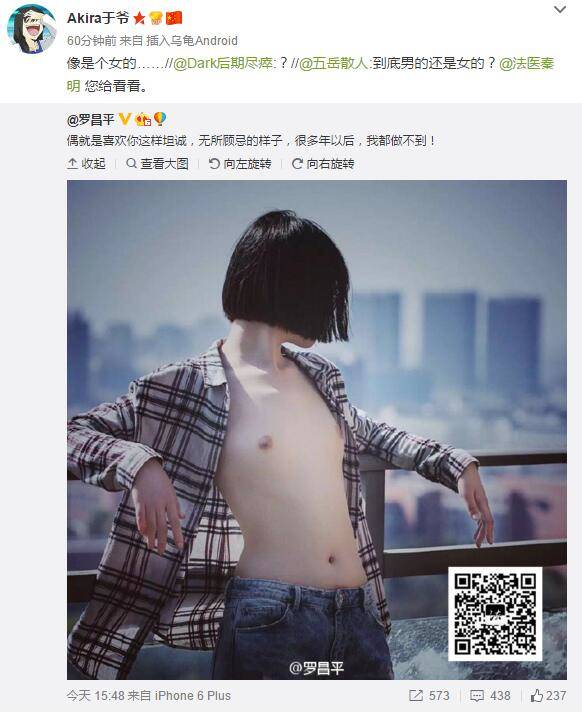 Akira于爷
60分钟前 来自 插入乌龟Android
像是个女的……//@Dark后期尽瘁:？//@五岳散人:到底男的还是女的？@法医秦
明 您给看看。
@罗昌平
偶就是喜欢你这样坦诚，无所顾忌的样子，很多年以后，我都做不到！
收起 查看大图 向左旋转 向右旋转
@罗昌平
今天 15:48 来自 iPhone 6 Plus 573 438 237